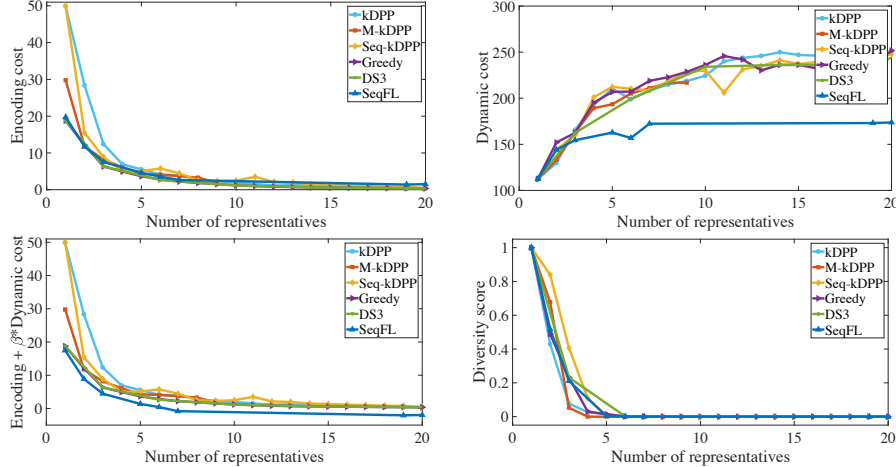 Encoding cost
50
40
30
20
10
0
0
5
10
15
20
Number of representatives
kDPP
M-kDPP
Seq-kDPP
Greedy
DS3
SeqFL
Dynamic cost
300
250
200
150
100
0
5
10
15
20
Number of representatives
kDPP
M-kDPP
Seq-kDPP
Greedy
DS3
SeqFL
Encoding + β*Dynamic cost
50
40
30
20
10
0
0
5
10
15
20
Number of representatives
kDPP
M-kDPP
Seq-kDPP
Greedy
DS3
SeqFL
Diversity score
1
0.8
0.6
0.4
0.2
0
0
5
10
15
20
Number of representatives
kDPP
M-kDPP
Seq-kDPP
Greedy
DS3
SeqFL